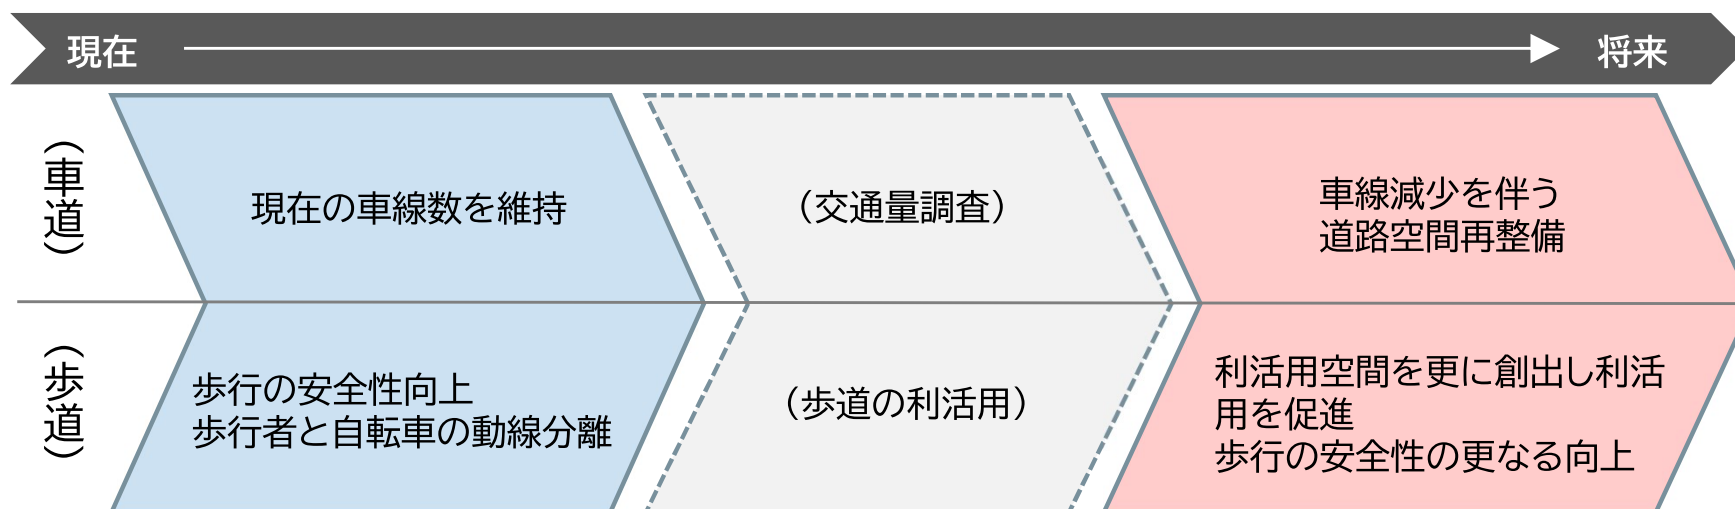 現在
将来
（車道）
現在の車線数を維持
（交通量調査）
車線減少を伴う
道路空間再整備
（歩道）
歩行の安全性向上
歩行者と自転車の動線分離
（歩道の利活用）
利活用空間を更に創出し利活
用を促進
歩行の安全性の更なる向上